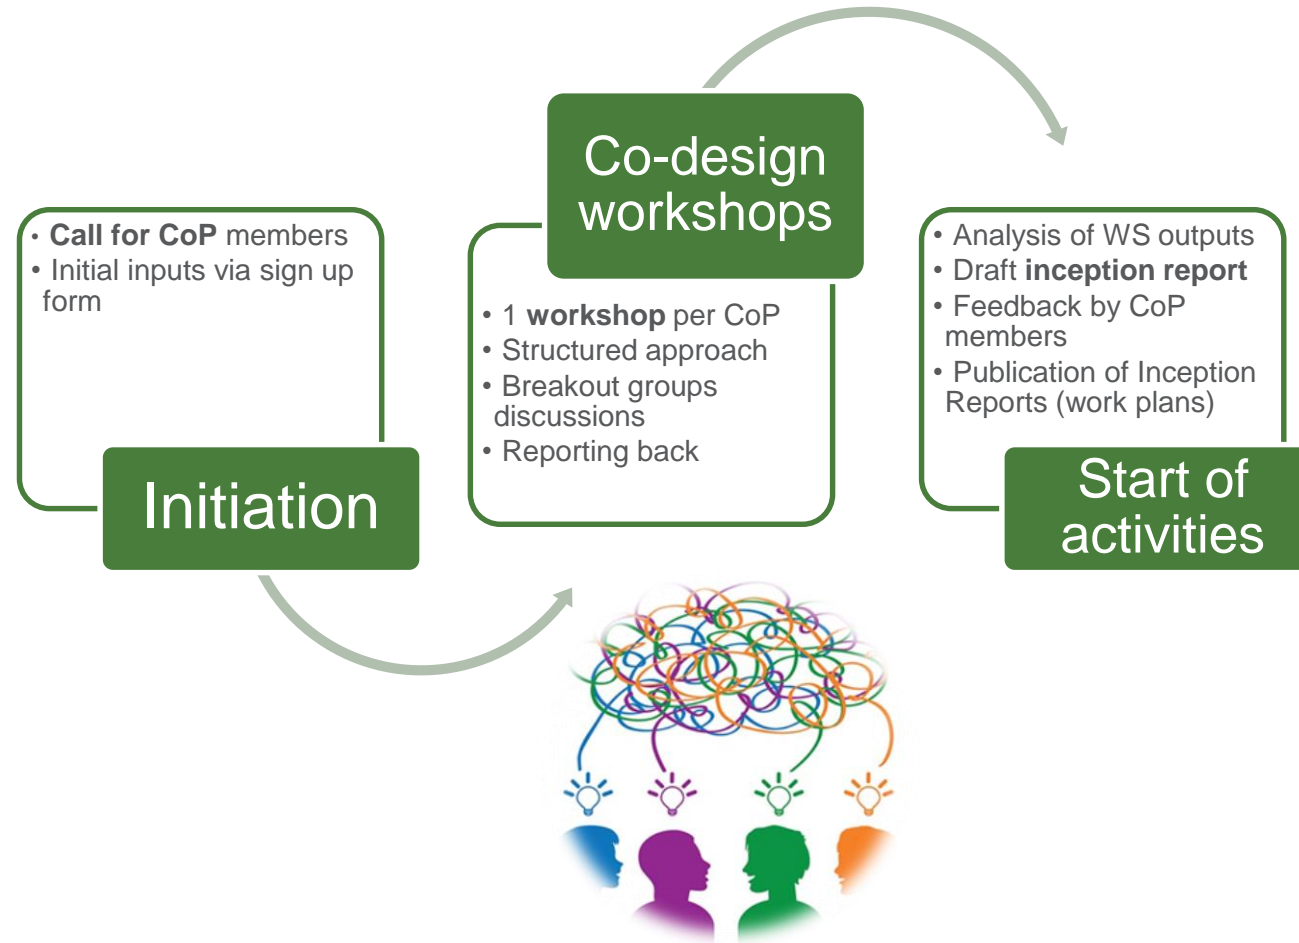 • Call for CoP members
• Initial inputs via sign up
form
Initiation
Co-design
workshops
• 1 workshop per CoP
• Structured approach
• Breakout groups
discussions
• Reporting back
• Analysis of WS outputs
• Draft inception report
• Feedback by CoP
members
• Publication of Inception
Reports (work plans)
Start of
activities